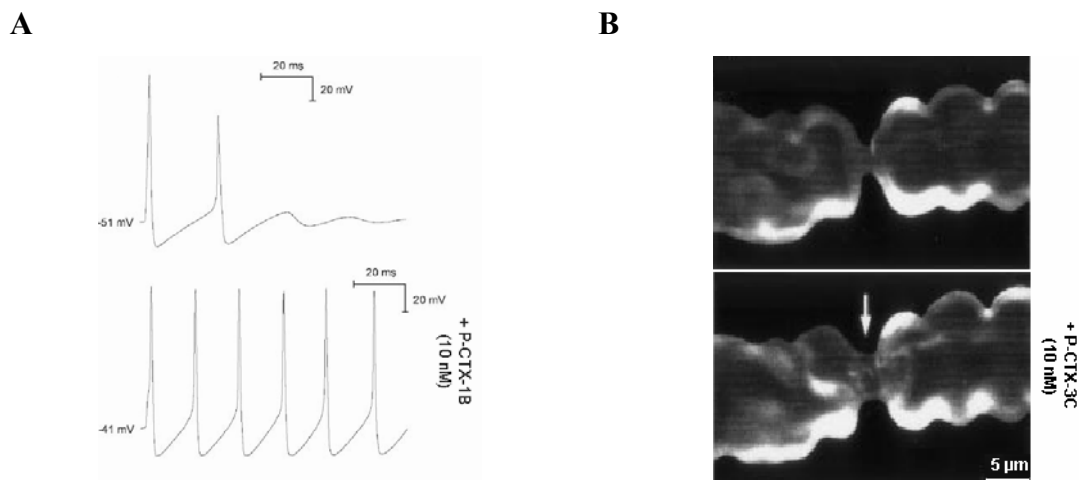 A
B
20 ms
20 mV
-51 mV
20 ms
20 mV
-41 mV
+ P-CTX-1B
(10 nM)
+ P-CTX-3C
(10 nM)
5 µm